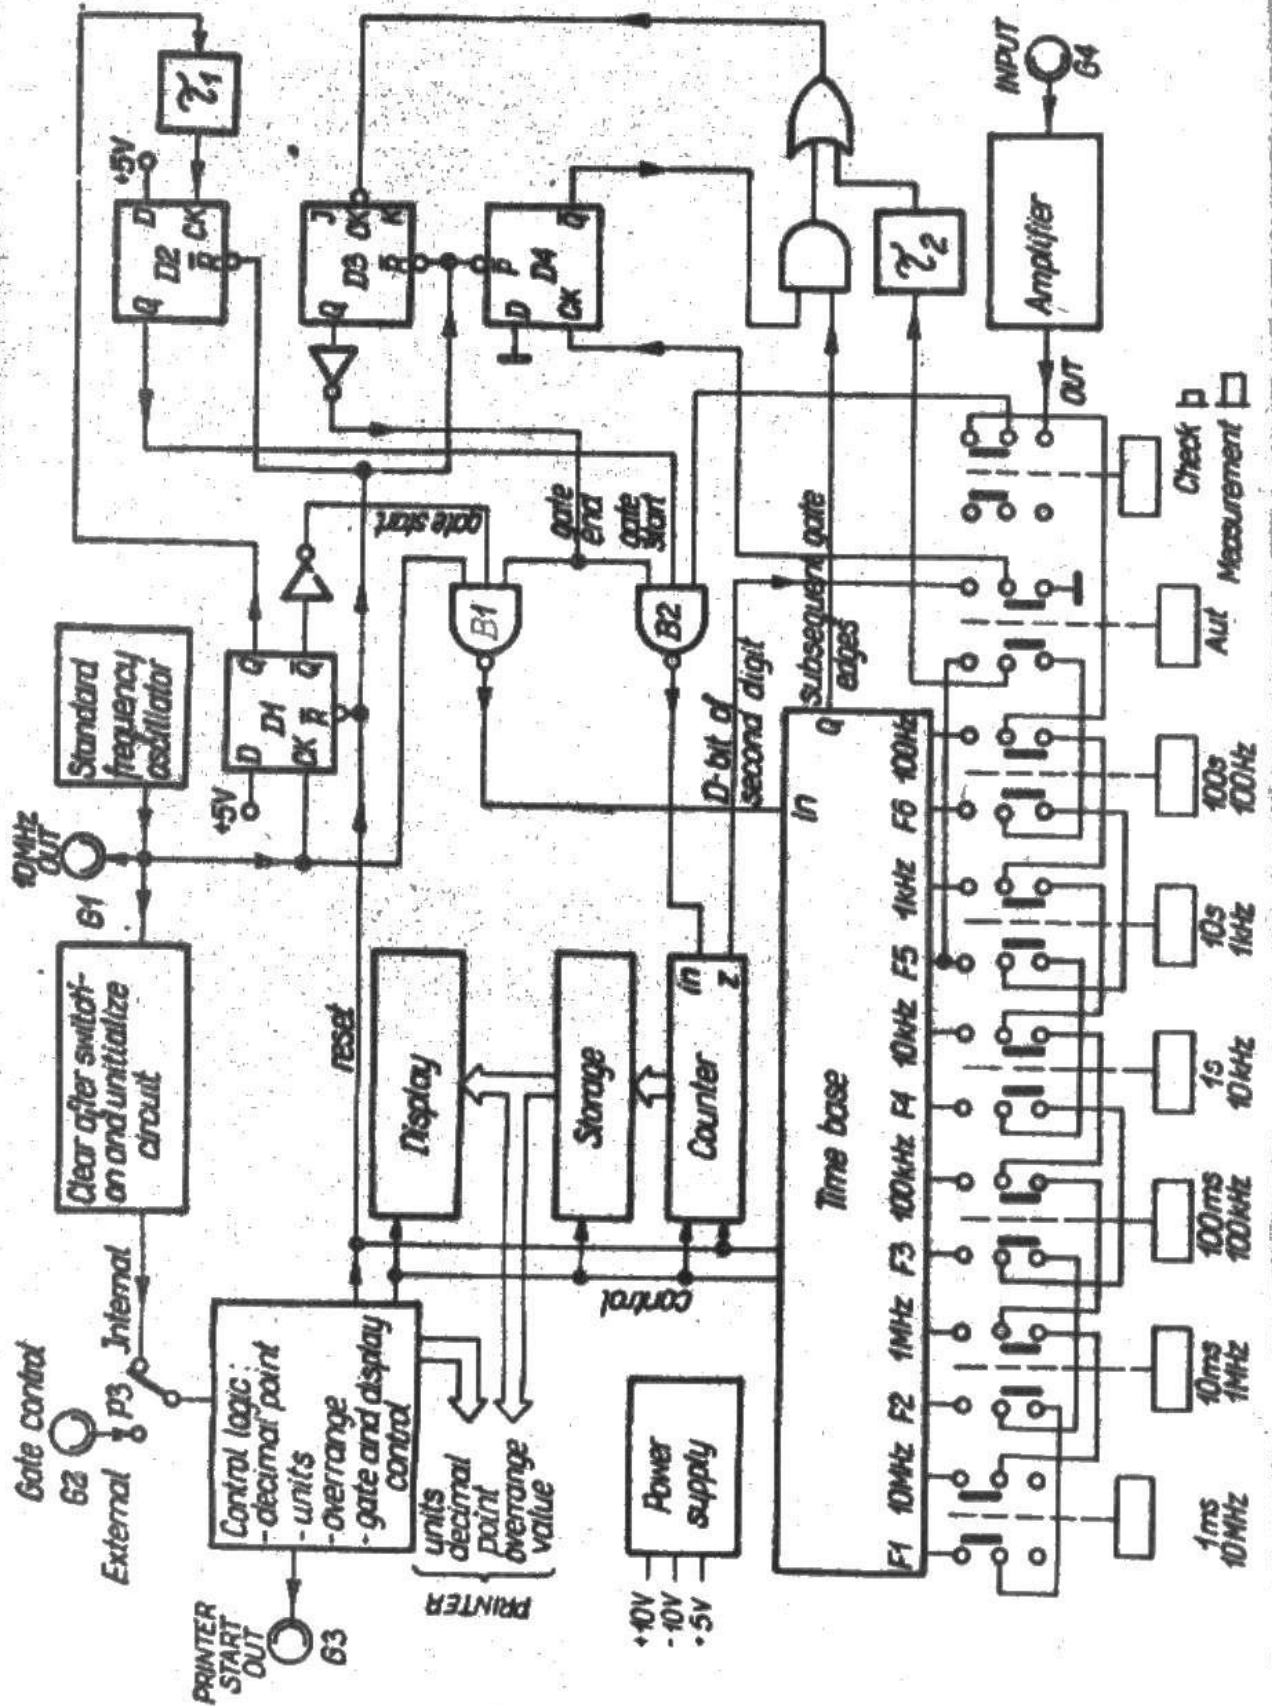 Gate control
G2
External
P3
Internal
PRINTER
START
OUT
G3
Control logic :
- decimal point
- units
- overrange
- gate and display
control
units
decimal
point
overrange
value
PRINTER
Clear after switch-
on and unitialize
circuit
10MHz
OUT
G1
Standard
frequency
oscillator
reset
control
Display
Storage
Counter
In
Z
+5V
D
D1
CK
R̅
Q
Q̅
+5V
D
D2
CK
R̅
Q
τ1
J
CK
K
D3
R̅
Q
P
D
D4
CK
Q̅
gate start
gate
end
gate
start
B1
B2
D-bit of
second digit
subsequent gate
edges
τ2
INPUT
G4
Amplifier
OUT
Power
supply
+10V
-10V
+5V
Time base
In
Q
F1
10MHz
F2
1MHz
F3
100kHz
F4
10kHz
F5
1kHz
F6
100Hz
1ms
10MHz
10ms
1MHz
100ms
100kHz
1s
10kHz
10s
1kHz
100s
100Hz
Aut
Check
Measurement